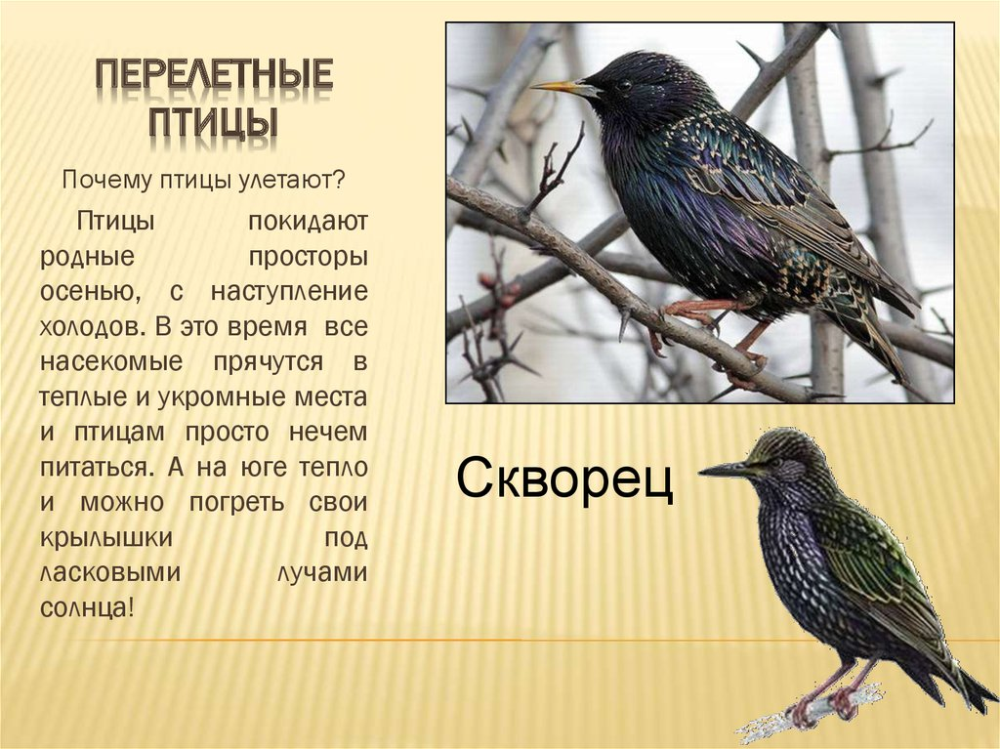 ПЕРЕЛЕТНЫЕ
ПТИЦЫ
Почему птицы улетают?
Птицы покидают
родные просторы
осенью, с наступление
холодов. В это время все
насекомые прячутся в
теплые и укромные места
и птицам просто нечем
питаться. А на юге тепло
и можно погреть свои
крылышки под
ласковыми лучами
солнца!
Скворец